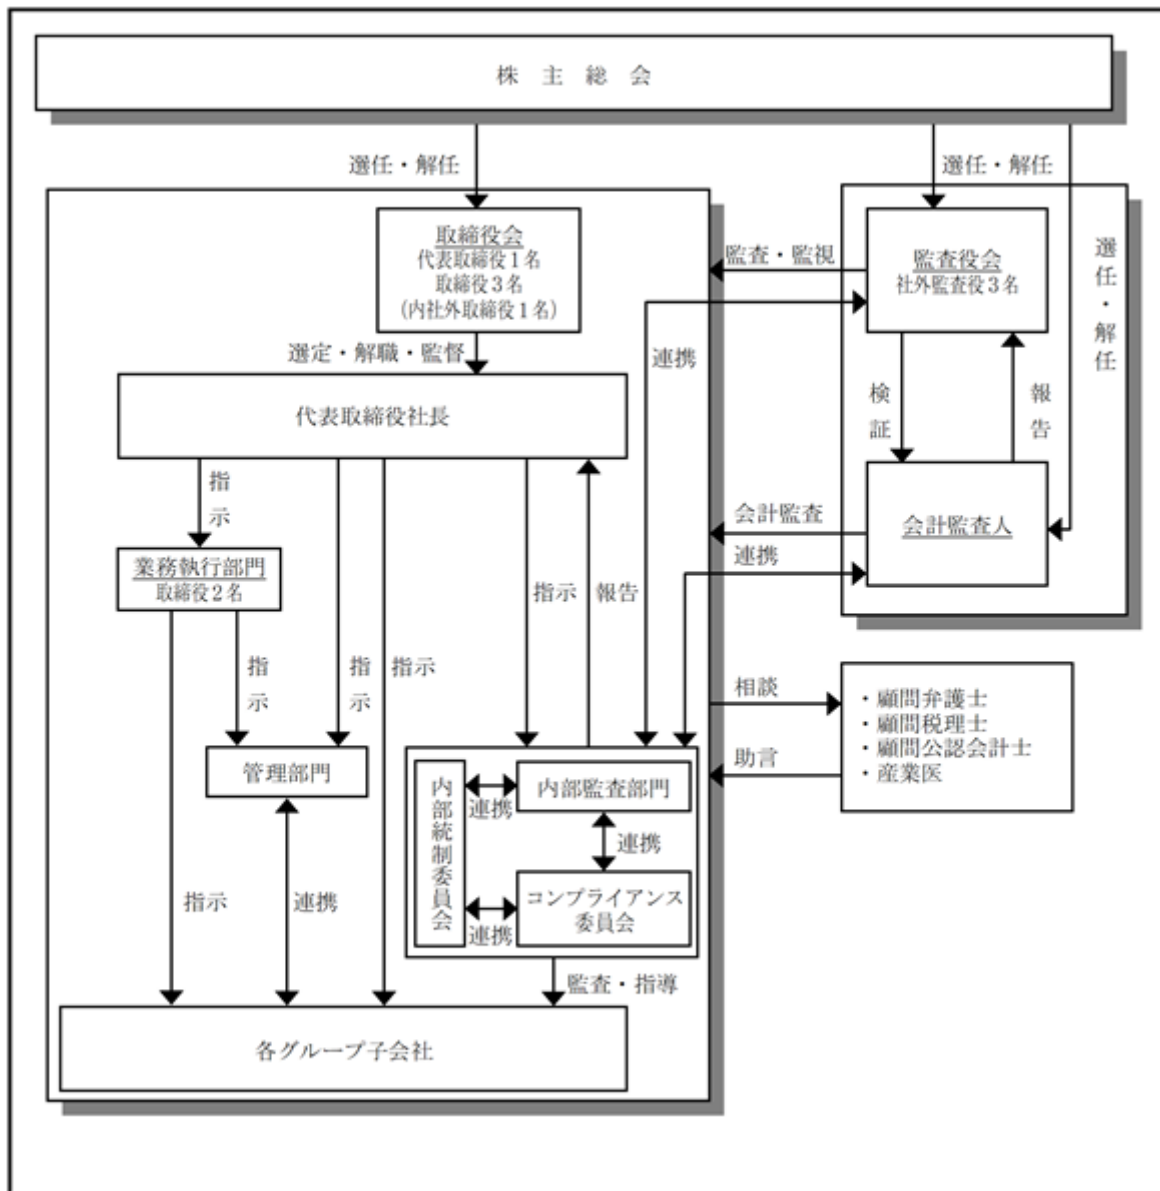 株 主 総 会
選任・解任
選任・解任
選任・解任
取締役会
代表取締役１名
取締役３名
（内社外取締役１名）
監査・監視
監査役会
社外監査役３名
選定・解職・監督
連携
代表取締役社長
検証
報告
指示
会計監査
連携
会計監査人
業務執行部門
取締役２名
指示
報告
指示
指示
指示
相談
助言
・顧問弁護士
・顧問税理士
・顧問公認会計士
・産業医
管理部門
内部統制委員会
連携
内部監査部門
連携
コンプライアンス
委員会
連携
指示
連携
監査・指導
各グループ子会社